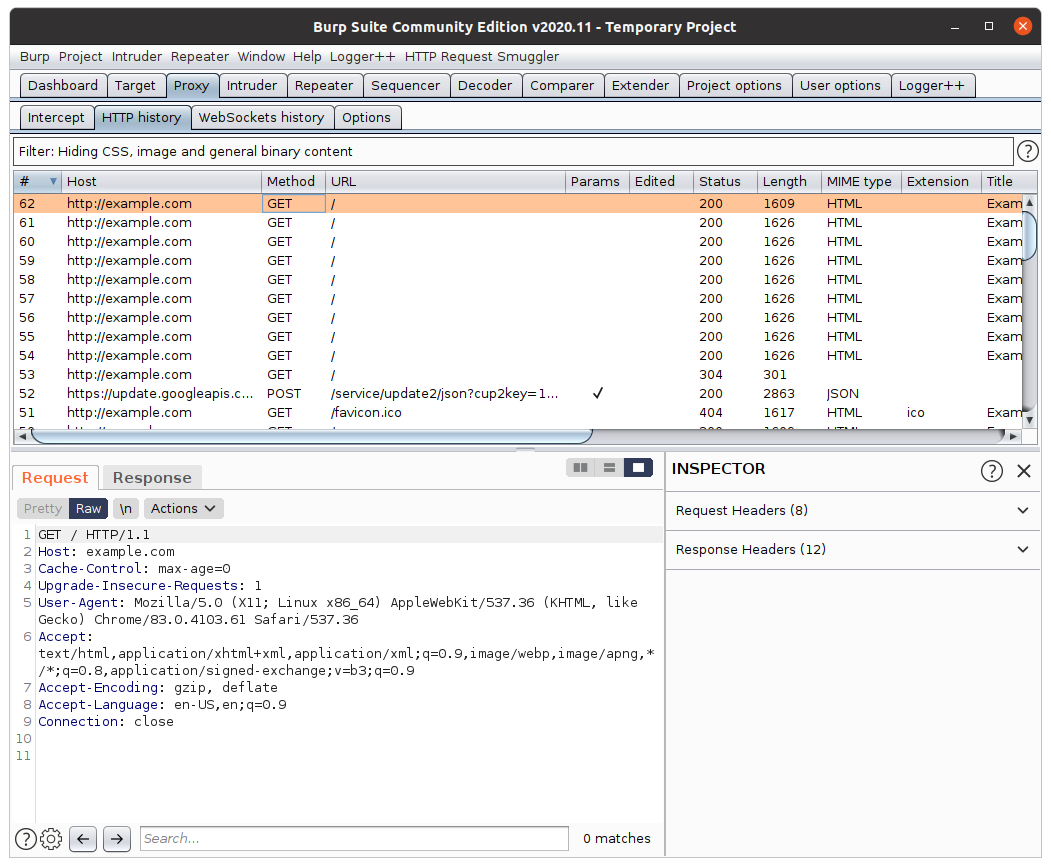 Burp Suite Community Edition v2020.11 - Temporary Project
Burp Project Intruder Repeater Window Help Logger++ HTTP Request Smuggler
Dashboard Target Proxy Intruder Repeater Sequencer Decoder Comparer Extender Project options User options Logger++
Intercept HTTP history WebSockets history Options
Filter: Hiding CSS, image and general binary content ?
# Host Method URL Params Edited Status Length MIME type Extension Title
62 http://example.com GET / 200 1609 HTML Exam
61 http://example.com GET / 200 1626 HTML Exam
60 http://example.com GET / 200 1626 HTML Exam
59 http://example.com GET / 200 1626 HTML Exam
58 http://example.com GET / 200 1626 HTML Exam
57 http://example.com GET / 200 1626 HTML Exam
56 http://example.com GET / 200 1626 HTML Exam
55 http://example.com GET / 200 1626 HTML Exam
54 http://example.com GET / 200 1626 HTML Exam
53 http://example.com GET / 304 301
52 https://update.googleapis.c... POST /service/update2/json?cup2key=1... ✓ 200 2863 JSON
51 http://example.com GET /favicon.ico 404 1617 HTML ico Exam
Request Response
INSPECTOR ?
Pretty Raw \n Actions
Request Headers (8)
Response Headers (12)
1 GET / HTTP/1.1
2 Host: example.com
3 Cache-Control: max-age=0
4 Upgrade-Insecure-Requests: 1
5 User-Agent: Mozilla/5.0 (X11; Linux x86_64) AppleWebKit/537.36 (KHTML, like
Gecko) Chrome/83.0.4103.61 Safari/537.36
6 Accept:
text/html,application/xhtml+xml,application/xml;q=0.9,image/webp,image/apng,*
/*;q=0.8,application/signed-exchange;v=b3;q=0.9
7 Accept-Encoding: gzip, deflate
8 Accept-Language: en-US,en;q=0.9
9 Connection: close
10
11
? Search... 0 matches